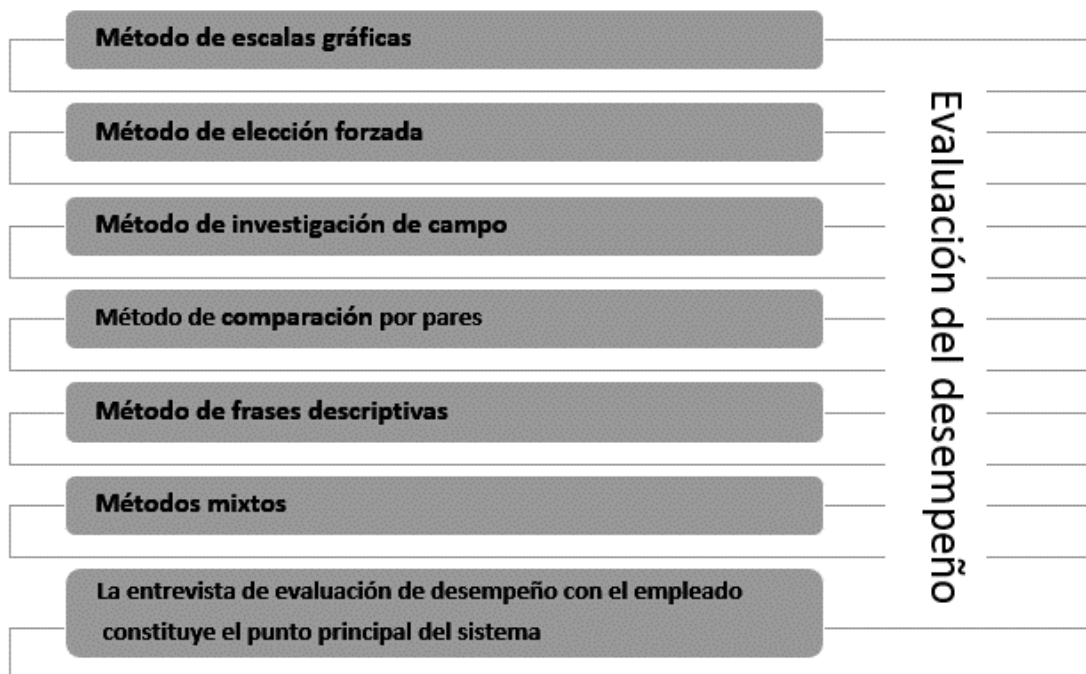 Método de escalas gráficas
Método de elección forzada
Método de investigación de campo
Método de comparación por pares
Método de frases descriptivas
Métodos mixtos
La entrevista de evaluación de desempeño con el empleado
constituye el punto principal del sistema
Evaluación del desempeño